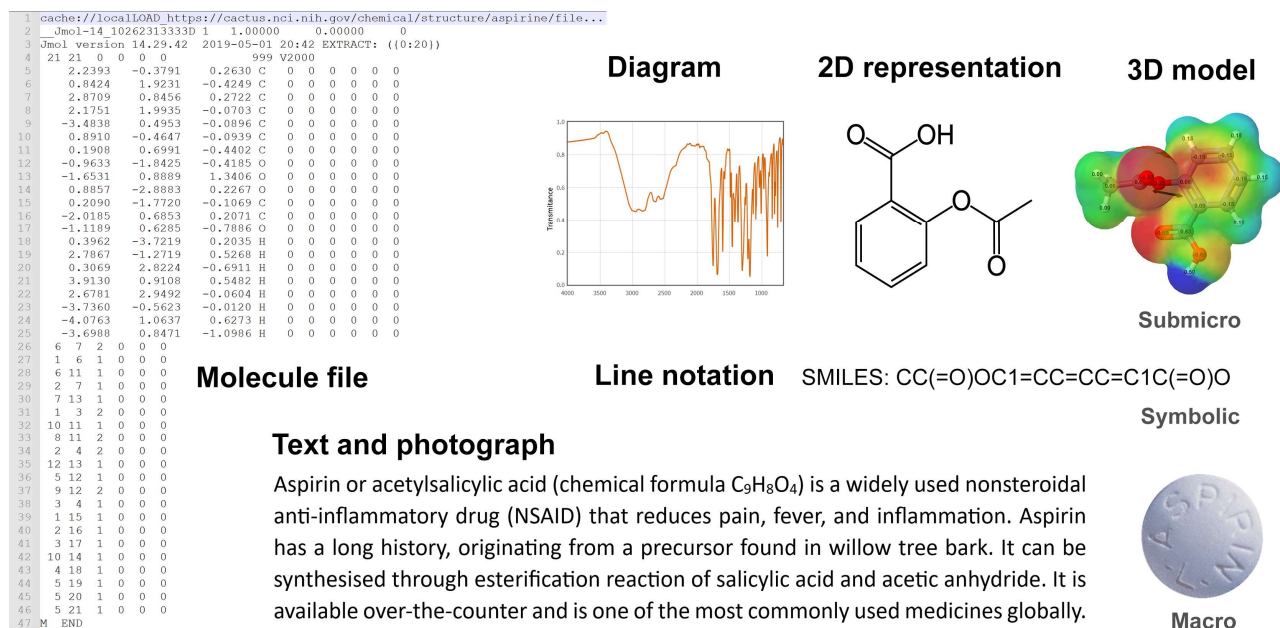 1 cache://localLOAD_https://cactus.nci.nih.gov/chemical/structure/aspirine/file...
2 __Jmol-14_10262313333D 1 1.00000 0.00000 0
3 Jmol version 14.29.42 2019-05-01 20:42 EXTRACT: ({0:20})
4 21 21 0 0 0 0 999 V2000
5 2.2393 -0.3791 0.2630 C 0 0 0 0 0 0
6 0.8424 1.9231 -0.4249 C 0 0 0 0 0 0
7 2.8709 0.8456 0.2722 C 0 0 0 0 0 0
8 2.1751 1.9935 -0.0703 C 0 0 0 0 0 0
9 -3.4838 0.4953 -0.0896 C 0 0 0 0 0 0
10 0.8910 -0.4647 -0.0939 C 0 0 0 0 0 0
11 0.1908 0.6991 -0.4402 C 0 0 0 0 0 0
12 -0.9633 -1.8425 -0.4185 O 0 0 0 0 0 0
13 -1.6531 0.8889 1.3406 O 0 0 0 0 0 0
14 0.8857 -2.8883 0.2267 O 0 0 0 0 0 0
15 0.2090 -1.7720 -0.1069 C 0 0 0 0 0 0
16 -2.0185 0.6853 0.2071 C 0 0 0 0 0 0
17 -1.1189 0.6285 -0.7886 O 0 0 0 0 0 0
18 0.3962 -3.7219 0.2035 H 0 0 0 0 0 0
19 2.7867 -1.2719 0.5268 H 0 0 0 0 0 0
20 0.3069 2.8224 -0.6911 H 0 0 0 0 0 0
21 3.9130 0.9108 0.5482 H 0 0 0 0 0 0
22 2.6781 2.9492 -0.0604 H 0 0 0 0 0 0
23 -3.7360 -0.5623 -0.0120 H 0 0 0 0 0 0
24 -4.0763 1.0637 0.6273 H 0 0 0 0 0 0
25 -3.6988 0.8471 -1.0986 H 0 0 0 0 0 0
26 6 7 2 0 0 0
27 1 6 1 0 0 0
28 6 11 1 0 0 0
29 2 7 1 0 0 0
30 7 13 1 0 0 0
31 1 3 2 0 0 0
32 10 11 1 0 0 0
33 8 11 2 0 0 0
34 2 4 2 0 0 0
35 12 13 1 0 0 0
36 5 12 1 0 0 0
37 9 12 2 0 0 0
38 3 4 1 0 0 0
39 1 15 1 0 0 0
40 2 16 1 0 0 0
41 3 17 1 0 0 0
42 10 14 1 0 0 0
43 4 18 1 0 0 0
44 5 19 1 0 0 0
45 5 20 1 0 0 0
46 5 21 1 0 0 0
47 M END
Molecule file
Diagram
1.0
0.8
0.6
0.4
0.2
0.0
Transmitance
4000 3500 3000 2500 2000 1500 1000
2D representation
O OH
O
O
3D model
Submicro
Line notation SMILES: CC(=O)OC1=CC=CC=C1C(=O)O
Symbolic
Text and photograph
Aspirin or acetylsalicylic acid (chemical formula C₉H₈O₄) is a widely used nonsteroidal
anti-inflammatory drug (NSAID) that reduces pain, fever, and inflammation. Aspirin
has a long history, originating from a precursor found in willow tree bark. It can be
synthesised through esterification reaction of salicylic acid and acetic anhydride. It is
available over-the-counter and is one of the most commonly used medicines globally.
ASPIRIN
-L-
Macro